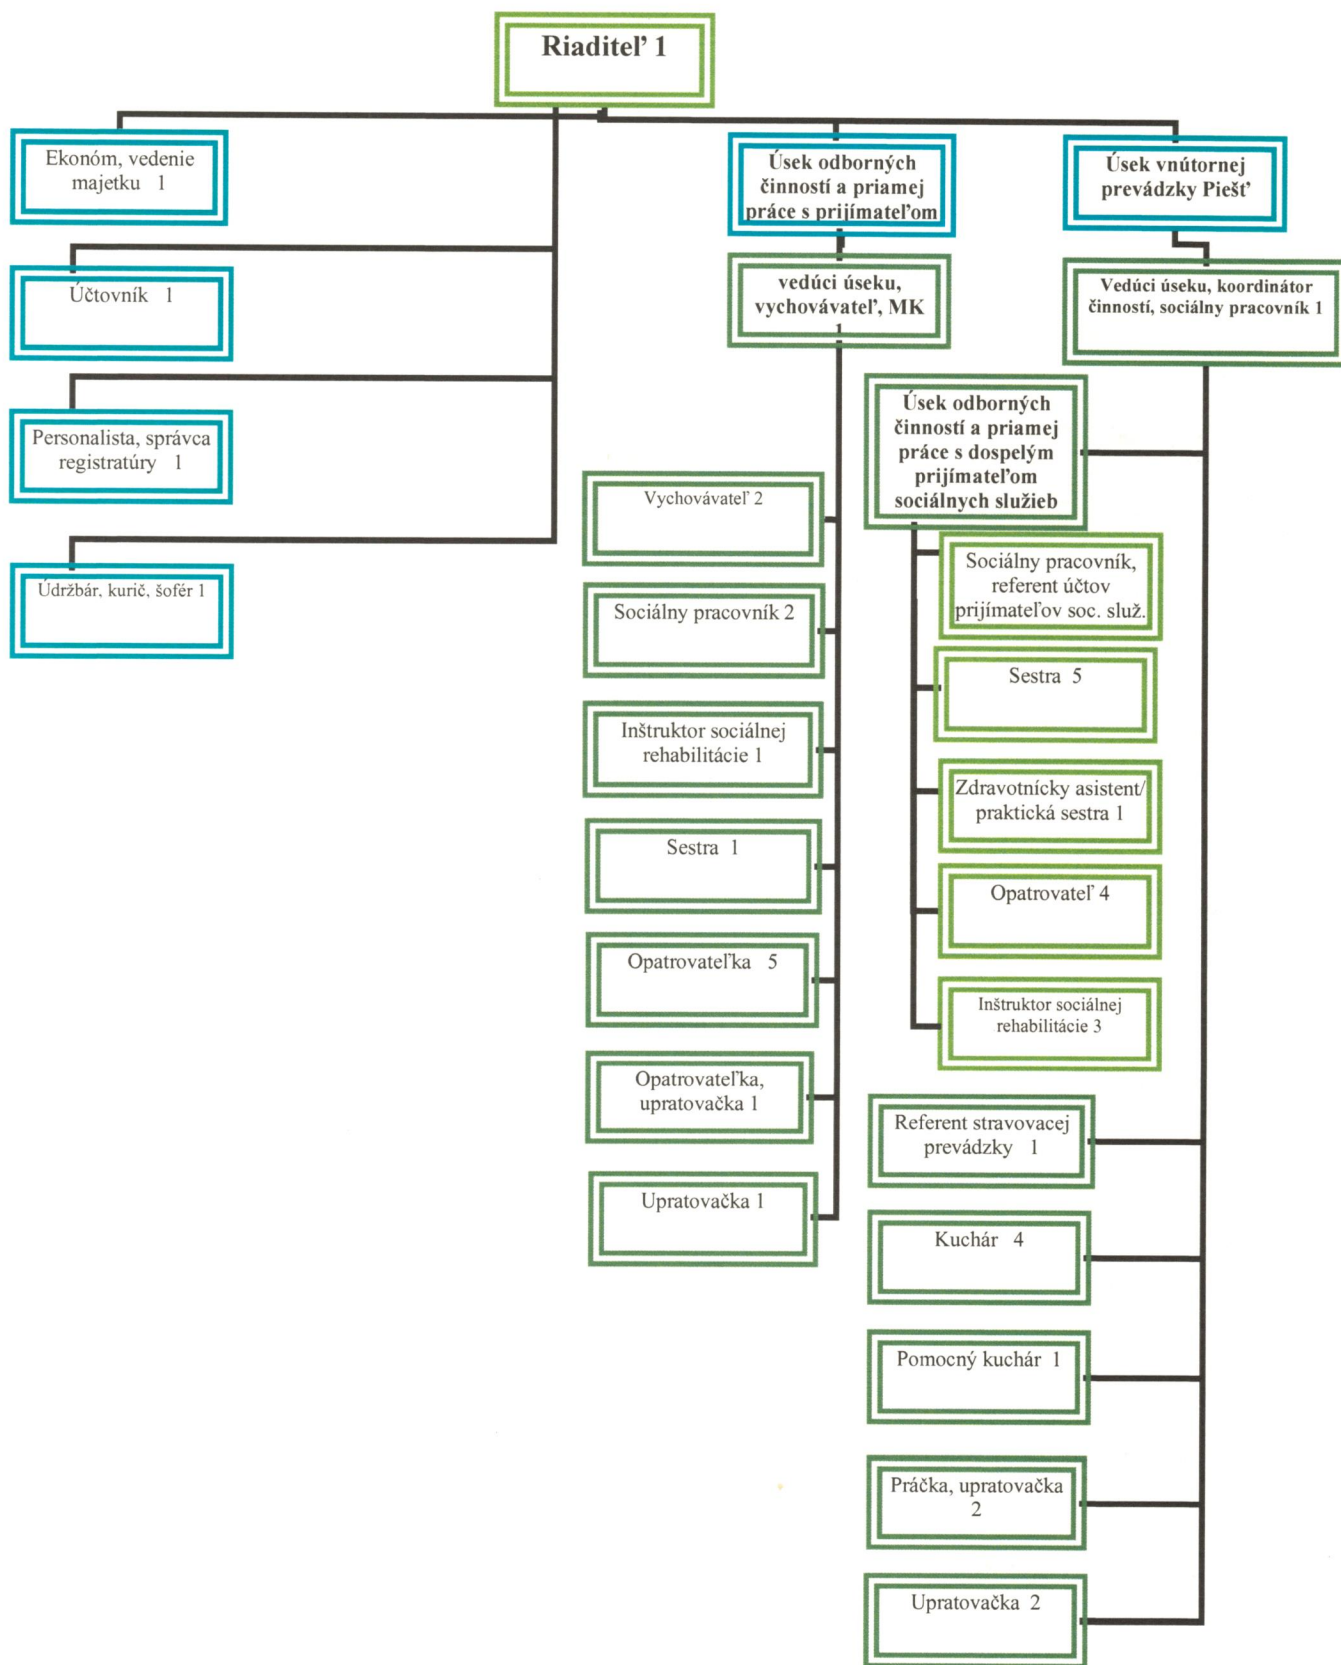 Riaditeľ 1
Ekonóm, vedenie
majetku 1
Účtovník 1
Personalista, správca
registratúry 1
Údržbár, kurič, šofér 1
Úsek odborných
činností a priamej
práce s prijímateľom
vedúci úseku,
vychovávateľ, MK
1
Vychovávateľ 2
Sociálny pracovník 2
Inštruktor sociálnej
rehabilitácie 1
Sestra 1
Opatrovateľka 5
Opatrovateľka,
upratovačka 1
Upratovačka 1
Úsek vnútornej
prevádzky Piešť
Vedúci úseku, koordinátor
činností, sociálny pracovník 1
Úsek odborných
činností a priamej
práce s dospelým
prijímateľom
sociálnych služieb
Sociálny pracovník,
referent účtov
prijímateľov soc. služ.
Sestra 5
Zdravotnícky asistent/
praktická sestra 1
Opatrovateľ 4
Inštruktor sociálnej
rehabilitácie 3
Referent stravovacej
prevádzky 1
Kuchár 4
Pomocný kuchár 1
Práčka, upratovačka
2
Upratovačka 2